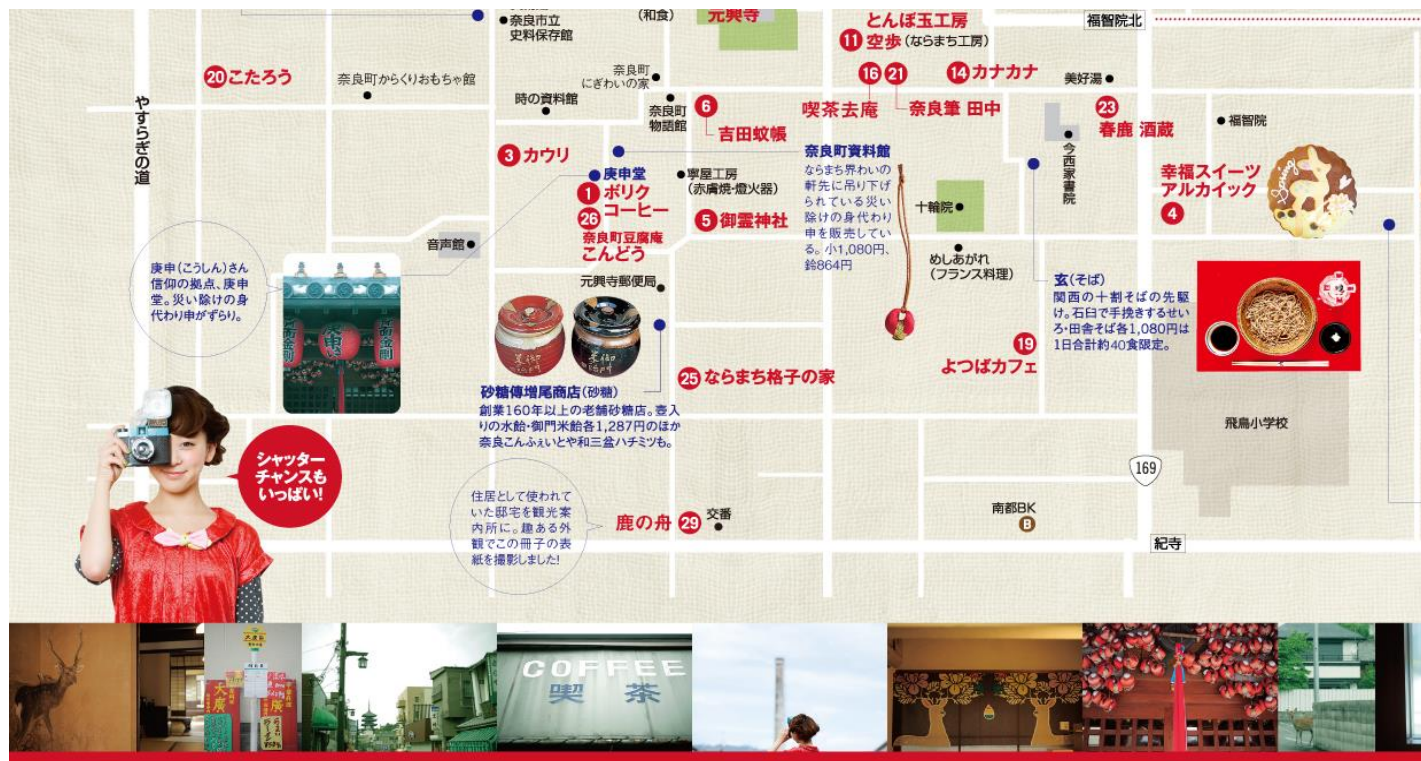 奈良市立
史料保存館
(和食)
元興寺
とんぼ玉工房
11 空歩(ならまち工房)
福智院北
20 こたろう
奈良町からくりおもちゃ館
奈良町
にぎわいの家
16
21
14 カナカナ
美好湯
やすらぎの道
時の資料館
奈良町
物語館
6
吉田蚊帳
喫茶去庵
奈良筆 田中
23
春鹿 酒蔵
福智院
3 カウリ
庚申堂
1 ボリク
コーヒー
26
奈良町豆腐庵
こんどう
寧屋工房
(赤膚焼・燈火器)
5 御霊神社
奈良町資料館
ならまち界わいの
軒先に吊り下げ
られている災い
除けの身代わり
申を販売してい
る。小1,080円、
鈴864円
今西家書院
幸福スイーツ
アルカイック
4
十輪院
音声館
めしあがれ
(フランス料理)
庚申(こうしん)さん
信仰の拠点、庚申
堂。災い除けの身
代わり申がずらり。
元興寺郵便局
玄(そば)
関西の十割そばの先駆
け。石臼で手挽きするせい
ろ・田舎そば各1,080円は
1日合計約40食限定。
19
よつばカフェ
25 ならまち格子の家
砂糖傳増尾商店(砂糖)
創業160年以上の老舗砂糖店。壺入
りの水飴・御門米飴各1,287円のほか
奈良こんふぇいとや和三盆ハチミツも。
飛鳥小学校
シャッター
チャンスも
いっぱい!
169
住居として使われて
いた邸宅を観光案
内所に。趣ある外
観でこの冊子の表
紙を撮影しました!
鹿の舟 29
交番
南都BK
B
紀寺
COFFEE
喫 茶